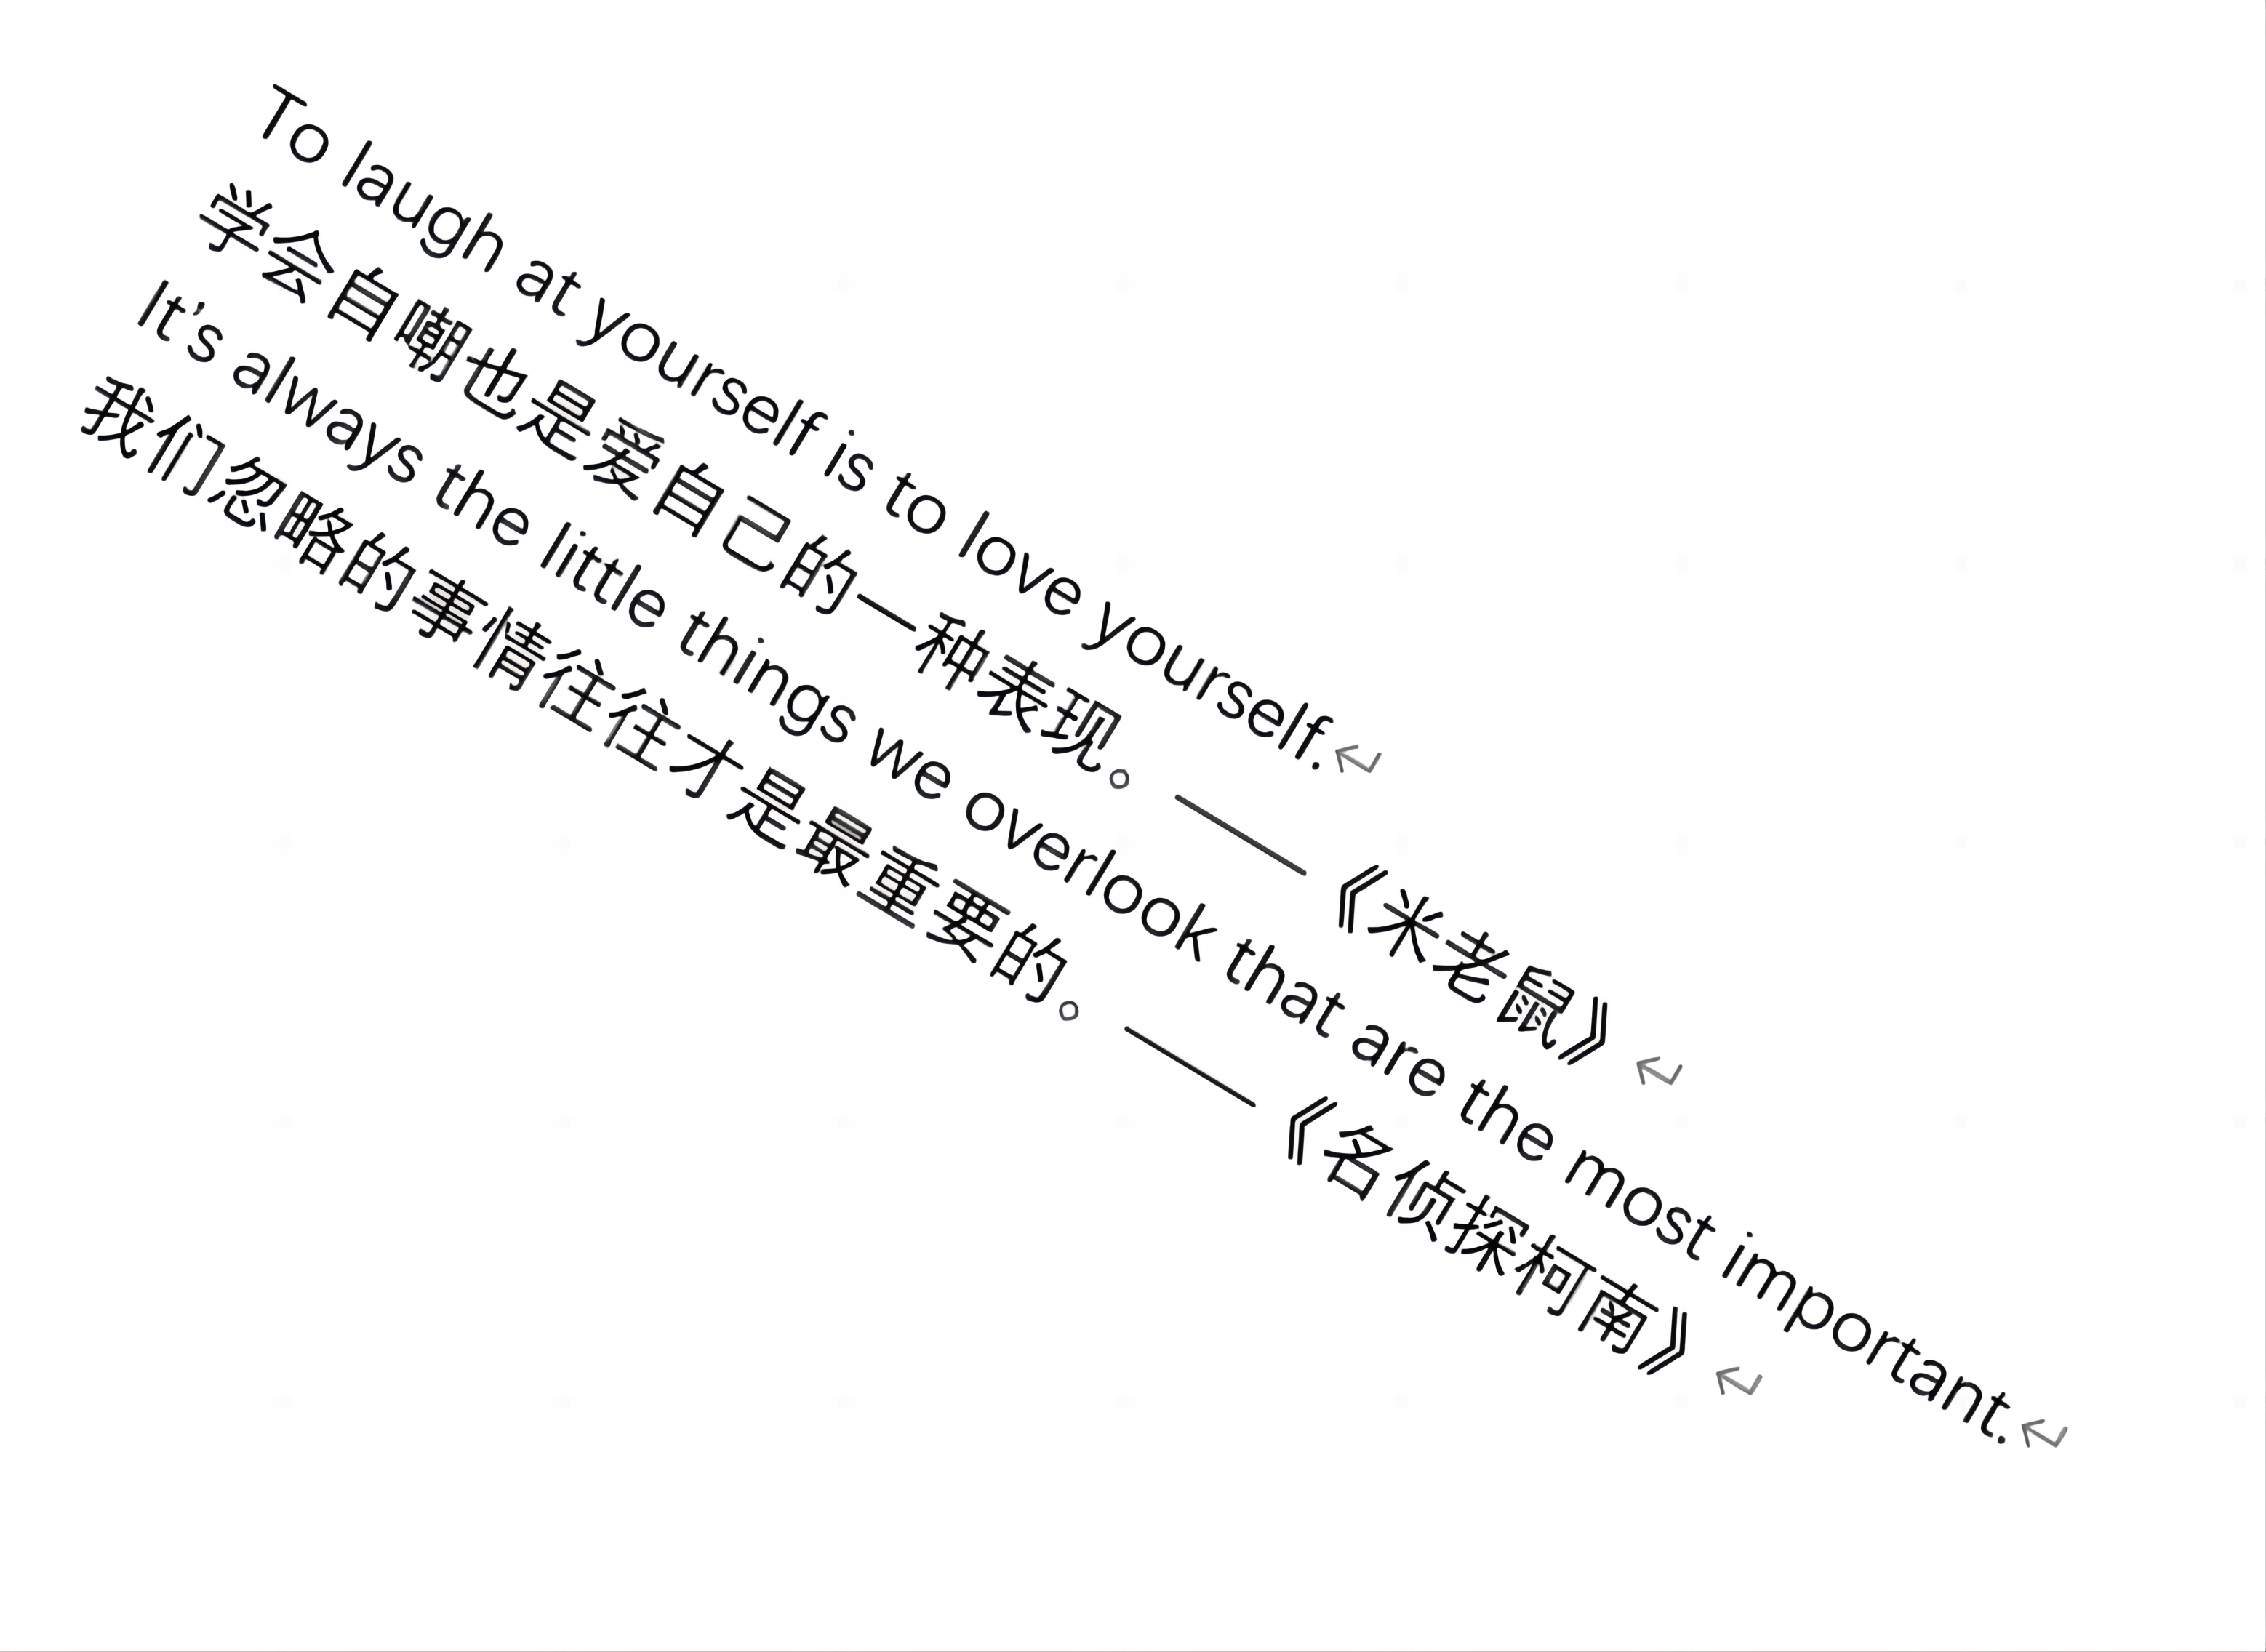 To laugh at yourself is to love yourself.
学会自嘲也是爱自己的一种表现。——《米老鼠》
It's always the little things we overlook that are the most important.
我们忽略的事情往往才是最重要的。——《名侦探柯南》